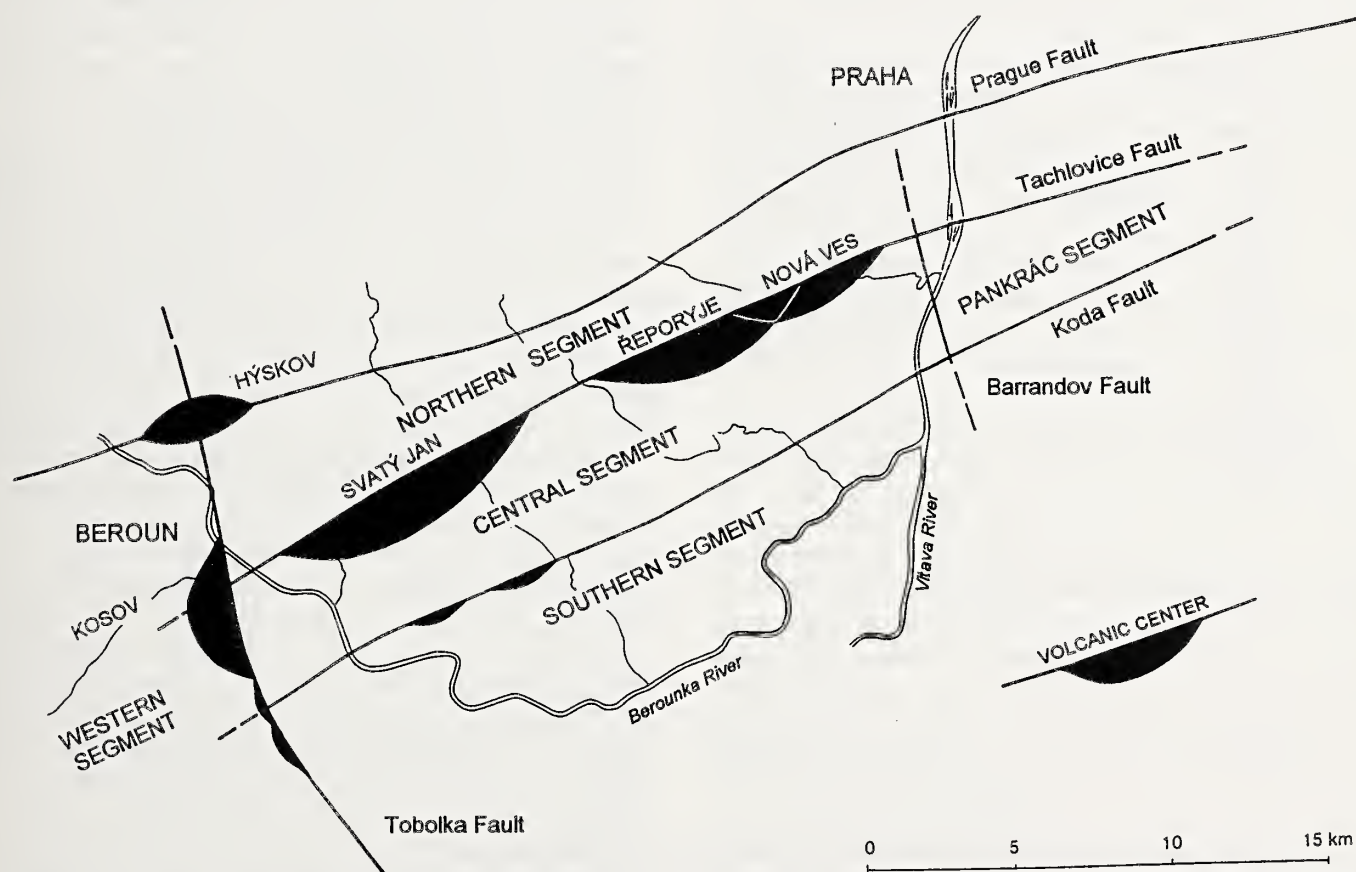 PRAHA
Prague Fault
Tachlovice Fault
PANKRÁC SEGMENT
Koda Fault
Barrandov Fault
NOVÁ VES
ŘEPORYJE
NORTHERN SEGMENT
HÝSKOV
SVATÝ JAN
CENTRAL SEGMENT
SOUTHERN SEGMENT
BEROUN
KOSOV
WESTERN
SEGMENT
Berounka River
Vltava River
VOLCANIC CENTER
Tobolka Fault
0 5 10 15 km